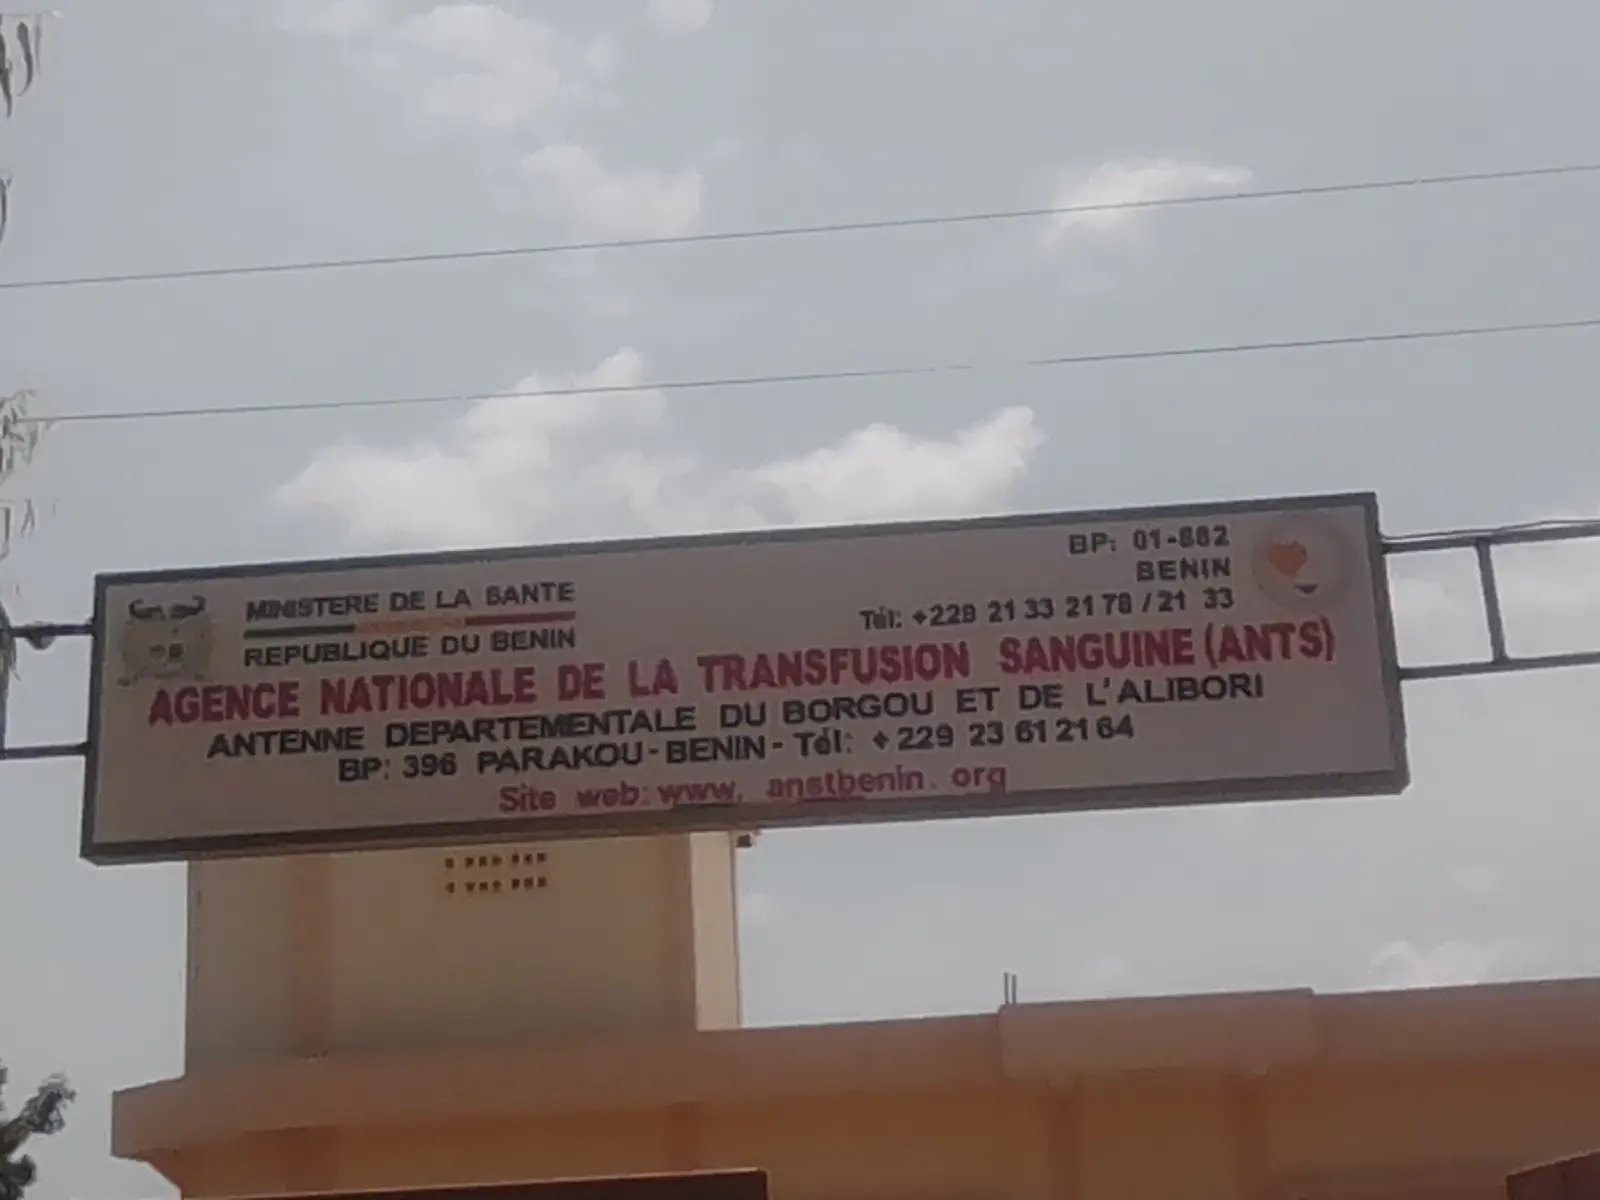 MINISTERE DE LA SANTE
REPUBLIQUE DU BENIN
BP: 01-882
BENIN
Tél: +229 21 33 21 78 / 21 33
AGENCE NATIONALE DE LA TRANSFUSION SANGUINE (ANTS)
ANTENNE DEPARTEMENTALE DU BORGOU ET DE L'ALIBORI
BP: 396 PARAKOU-BENIN- Tél: +229 23 61 21 64
Site web: www. anstbenin. org